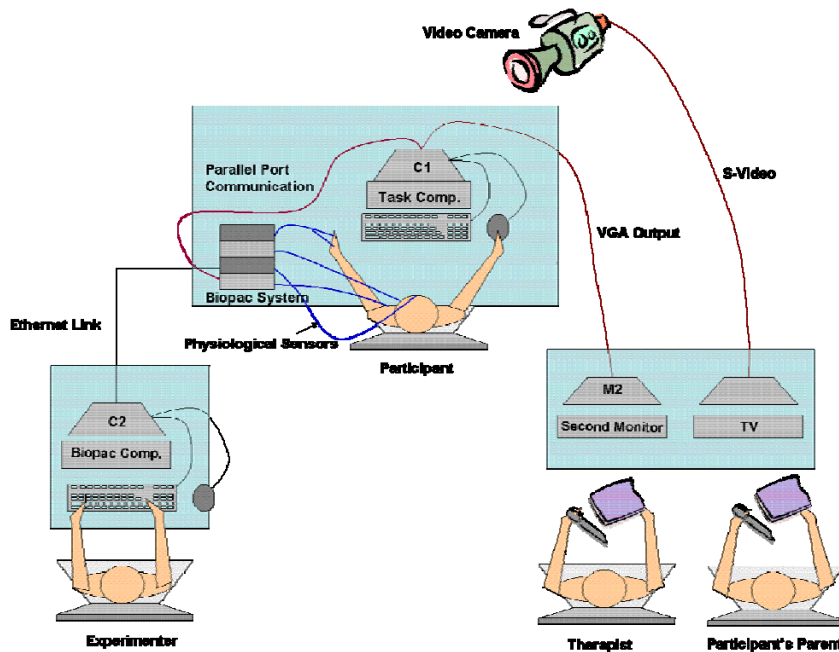 Video Camera
Parallel Port
Communication
C1
Task Comp.
S-Video
VGA Output
Biopac System
Ethernet Link
Physiological Sensors
Participant
M2
Second Monitor
TV
C2
Biopac Comp.
Experimenter
Therapist
Participant's Parent